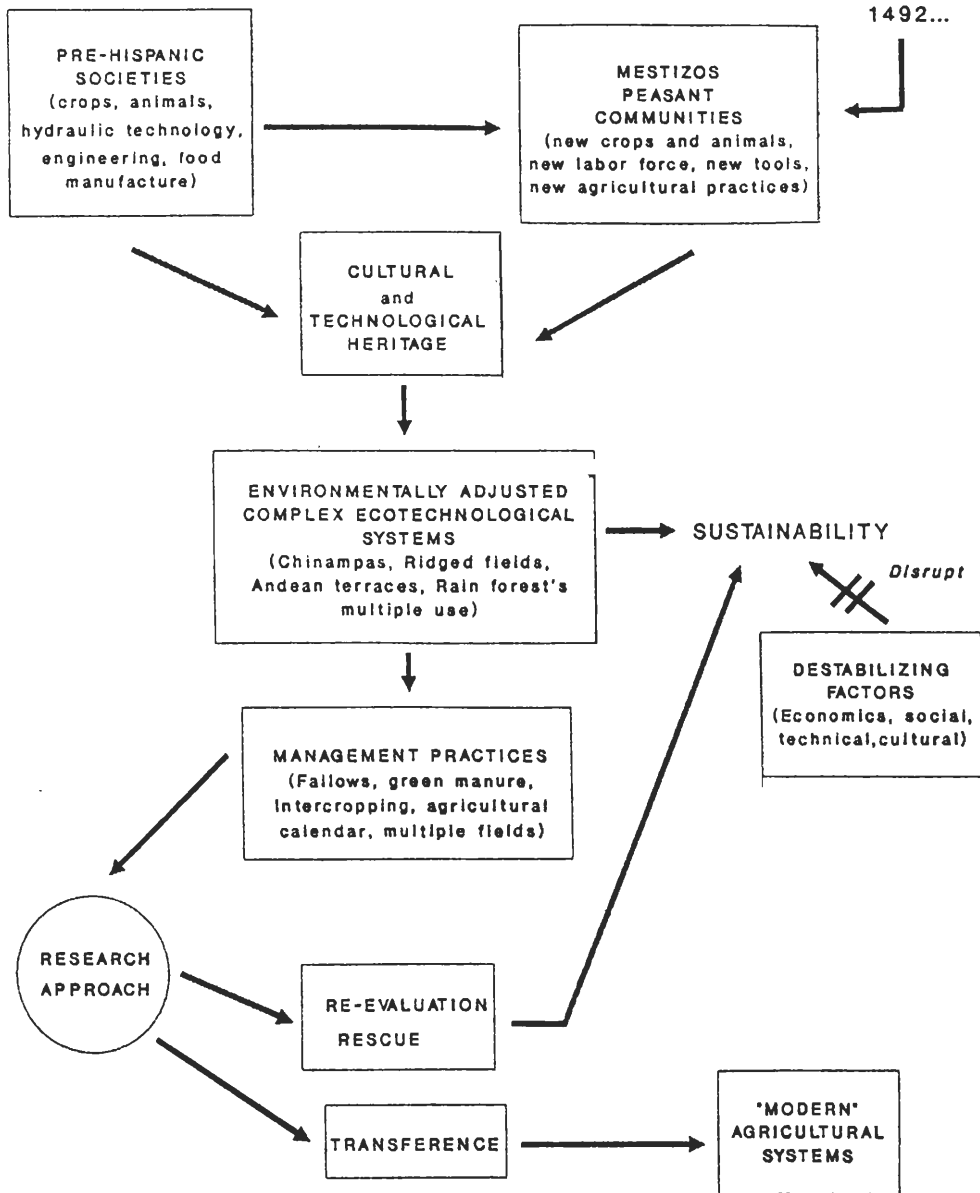 1492...
PRE-HISPANIC
SOCIETIES
(crops, animals,
hydraulic technology,
engineering, food
manufacture)
MESTIZOS
PEASANT
COMMUNITIES
(new crops and animals,
new labor force, new tools,
new agricultural practices)
CULTURAL
and
TECHNOLOGICAL
HERITAGE
ENVIRONMENTALLY ADJUSTED
COMPLEX ECOTECHNOLOGICAL
SYSTEMS
(Chinampas, Ridged fields,
Andean terraces, Rain forest's
multiple use)
SUSTAINABILITY
Disrupt
DESTABILIZING
FACTORS
(Economics, social,
technical,cultural)
MANAGEMENT PRACTICES
(Fallows, green manure,
Intercropping, agricultural
calendar, multiple fields)
RESEARCH
APPROACH
RE-EVALUATION
RESCUE
TRANSFERENCE
"MODERN"
AGRICULTURAL
SYSTEMS